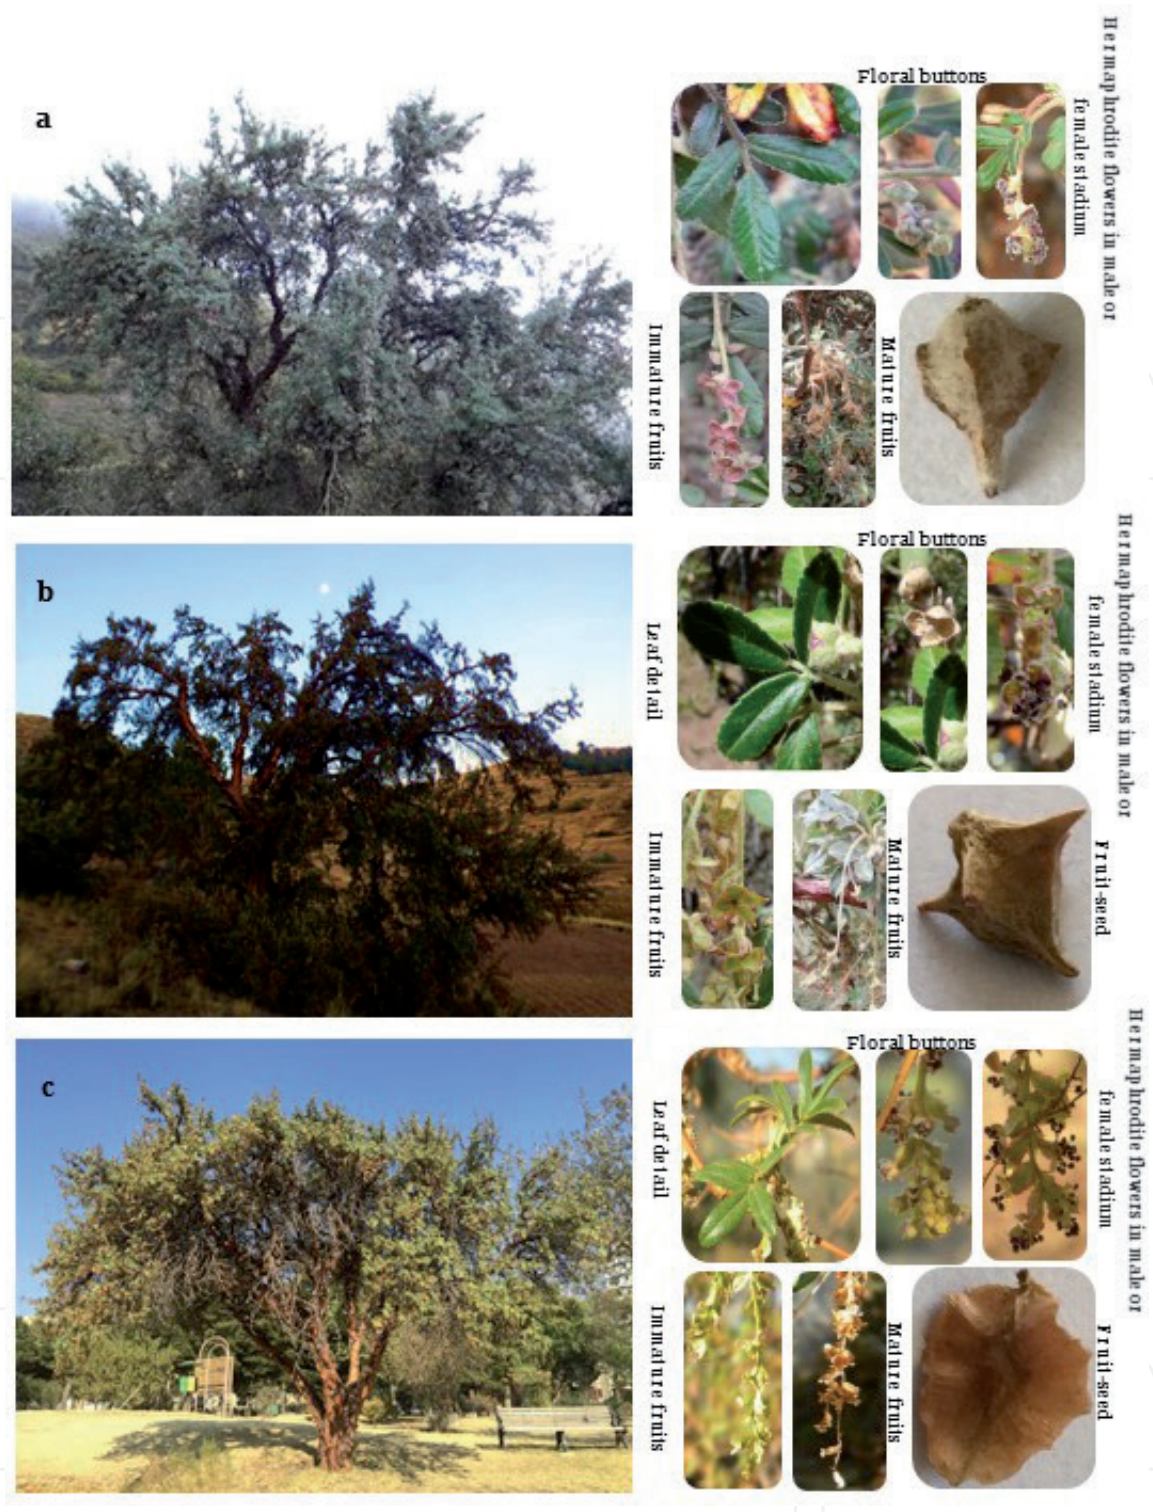 a
Floral buttons
Hermaphrodite flowers in male or
female stadium
Immature fruits
Mature fruits
b
Floral buttons
Hermaphrodite flowers in male or
female stadium
Leaf detail
Immature fruits
Mature fruits
Fruit-seed
c
Floral buttons
Hermaphrodite flowers in male or
female stadium
Leaf detail
Immature fruits
Mature fruits
Fruit-seed